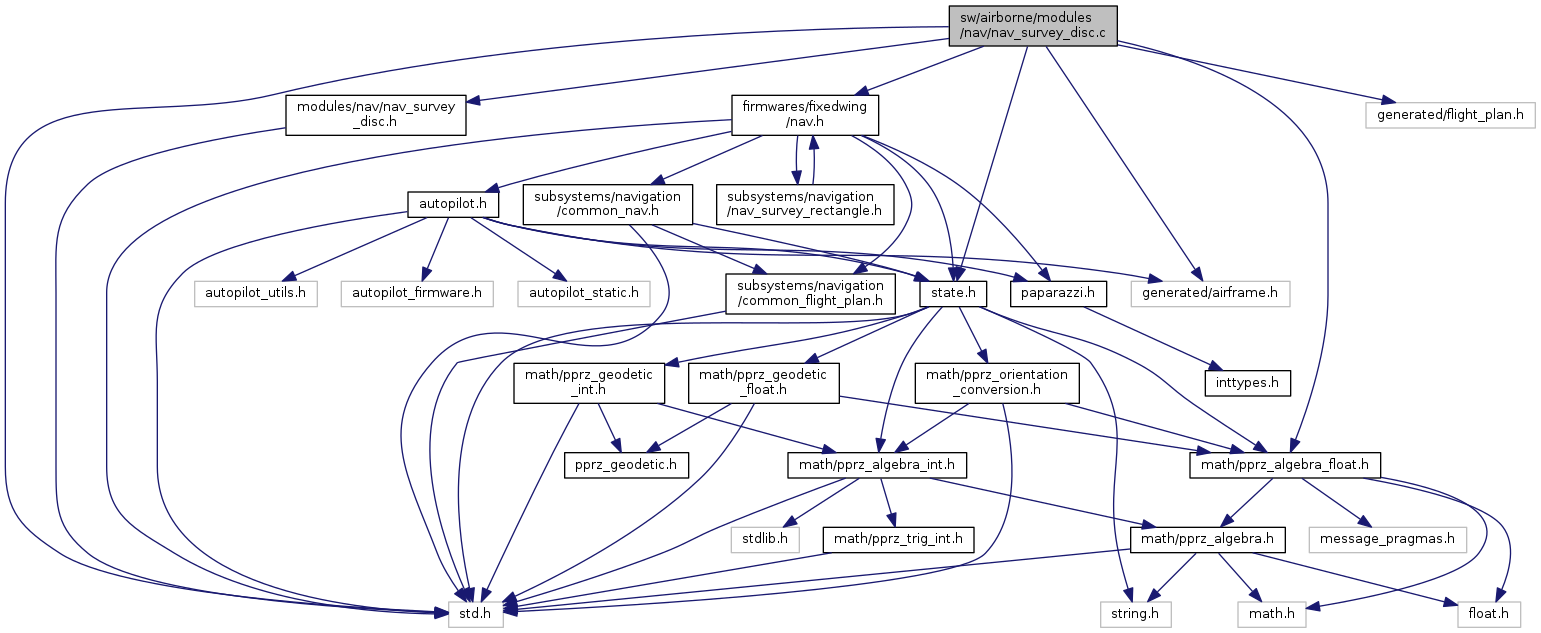 sw/airborne/modules
/nav/nav_survey_disc.c
modules/nav/nav_survey
_disc.h
firmwares/fixedwing
/nav.h
generated/flight_plan.h
autopilot.h
subsystems/navigation
/common_nav.h
subsystems/navigation
/nav_survey_rectangle.h
autopilot_utils.h
autopilot_firmware.h
autopilot_static.h
subsystems/navigation
/common_flight_plan.h
state.h
paparazzi.h
generated/airframe.h
math/pprz_geodetic
_int.h
math/pprz_geodetic
_float.h
math/pprz_orientation
_conversion.h
inttypes.h
pprz_geodetic.h
math/pprz_algebra_int.h
math/pprz_algebra_float.h
stdlib.h
math/pprz_trig_int.h
math/pprz_algebra.h
message_pragmas.h
std.h
string.h
math.h
float.h